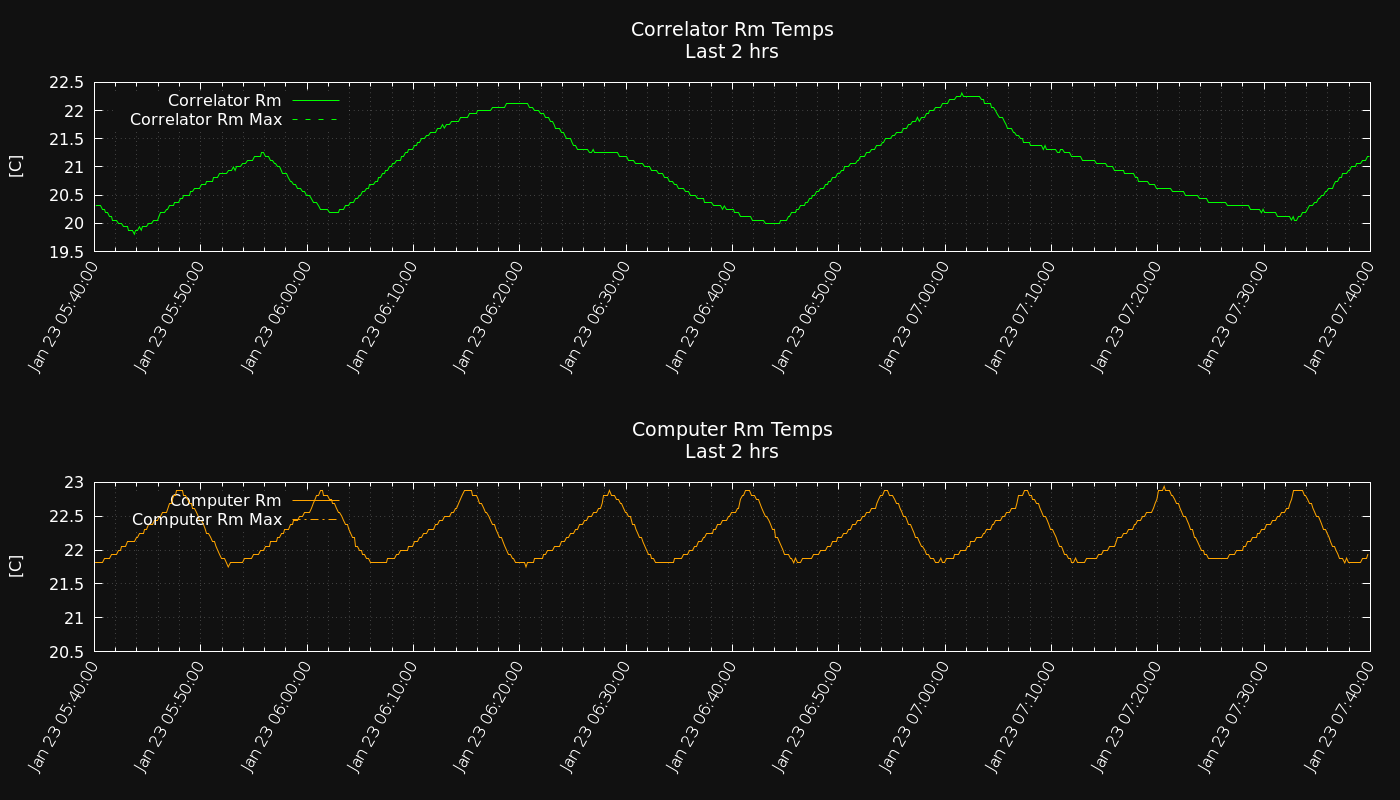 Correlator Rm Temps
Last 2 hrs
22.5
22
21.5
21
20.5
20
19.5
[C]
Correlator Rm
Correlator Rm Max
Jan 23 05:40:00
Jan 23 05:50:00
Jan 23 06:00:00
Jan 23 06:10:00
Jan 23 06:20:00
Jan 23 06:30:00
Jan 23 06:40:00
Jan 23 06:50:00
Jan 23 07:00:00
Jan 23 07:10:00
Jan 23 07:20:00
Jan 23 07:30:00
Jan 23 07:40:00
Computer Rm Temps
Last 2 hrs
23
22.5
22
21.5
21
20.5
[C]
Computer Rm
Computer Rm Max
Jan 23 05:40:00
Jan 23 05:50:00
Jan 23 06:00:00
Jan 23 06:10:00
Jan 23 06:20:00
Jan 23 06:30:00
Jan 23 06:40:00
Jan 23 06:50:00
Jan 23 07:00:00
Jan 23 07:10:00
Jan 23 07:20:00
Jan 23 07:30:00
Jan 23 07:40:00